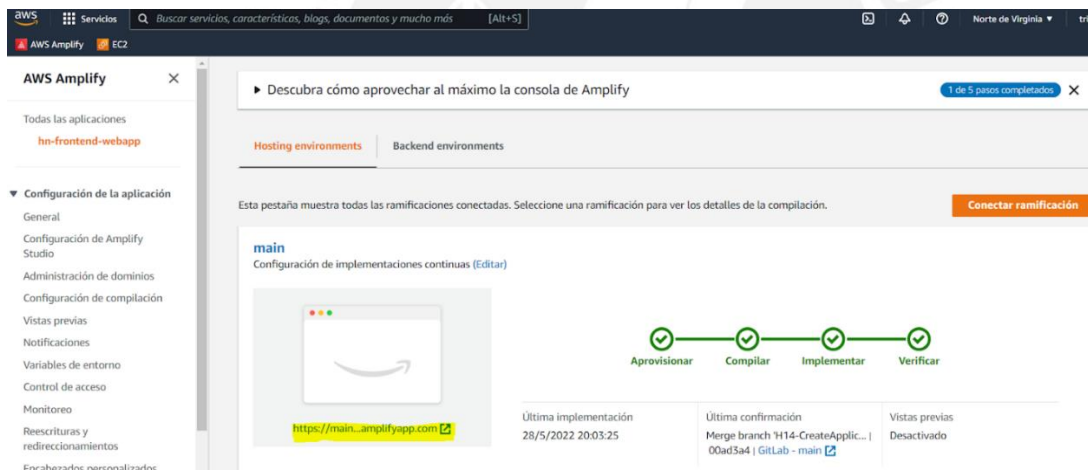 aws
Servicios
Buscar servicios, características, blogs, documentos y mucho más
[Alt+S]
Norte de Virginia ▼
AWS Amplify
EC2
AWS Amplify
Todas las aplicaciones
hn-frontend-webapp
Configuración de la aplicación
General
Configuración de Amplify
Studio
Administración de dominios
Configuración de compilación
Vistas previas
Notificaciones
Variables de entorno
Control de acceso
Monitoreo
Reescrituras y
redireccionamientos
Encabezados personalizados
Descubra cómo aprovechar al máximo la consola de Amplify
1 de 5 pasos completados
Hosting environments
Backend environments
Esta pestaña muestra todas las ramificaciones conectadas. Seleccione una ramificación para ver los detalles de la compilación.
Conectar ramificación
main
Configuración de implementaciones continuas (Editar)
https://main...amplifyapp.com
Aprovisionar
Compilar
Implementar
Verificar
Última implementación
28/5/2022 20:03:25
Última confirmación
Merge branch 'H14-CreateApplic... |
00ad3a4 | GitLab - main
Vistas previas
Desactivado